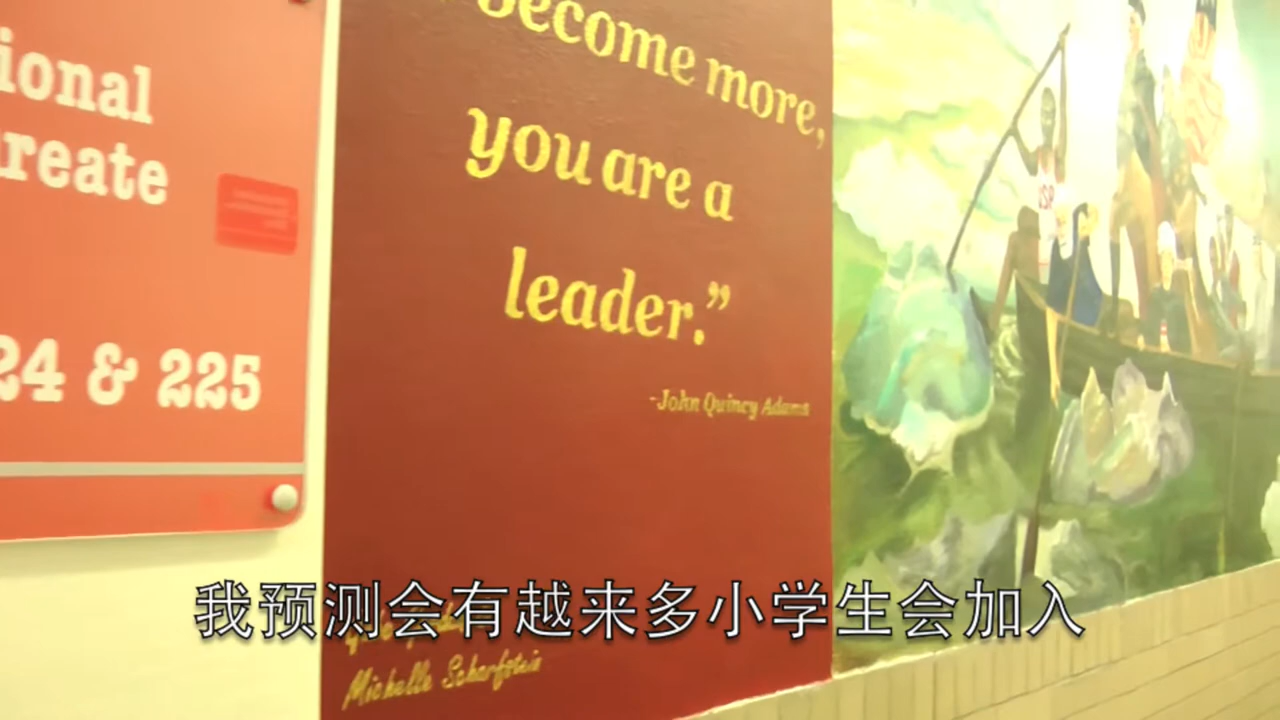 ional
reate
24 & 225
become more,
you are a
leader.”
-John Quincy Adams
USA
我预测会有越来多小学生会加入
Michelle Scharfstein